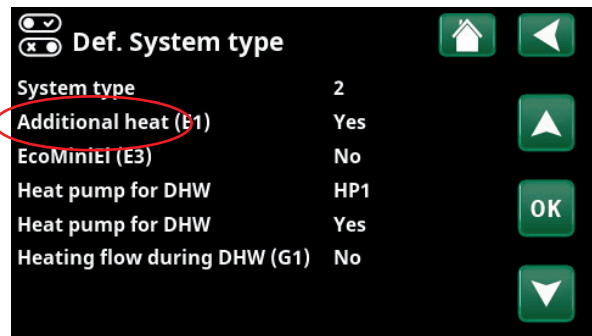 Def. System type
System type 2
Additional heat (E1) Yes
EcoMiniEl (E3) No
Heat pump for DHW HP1
Heat pump for DHW Yes
Heating flow during DHW (G1) No
OK